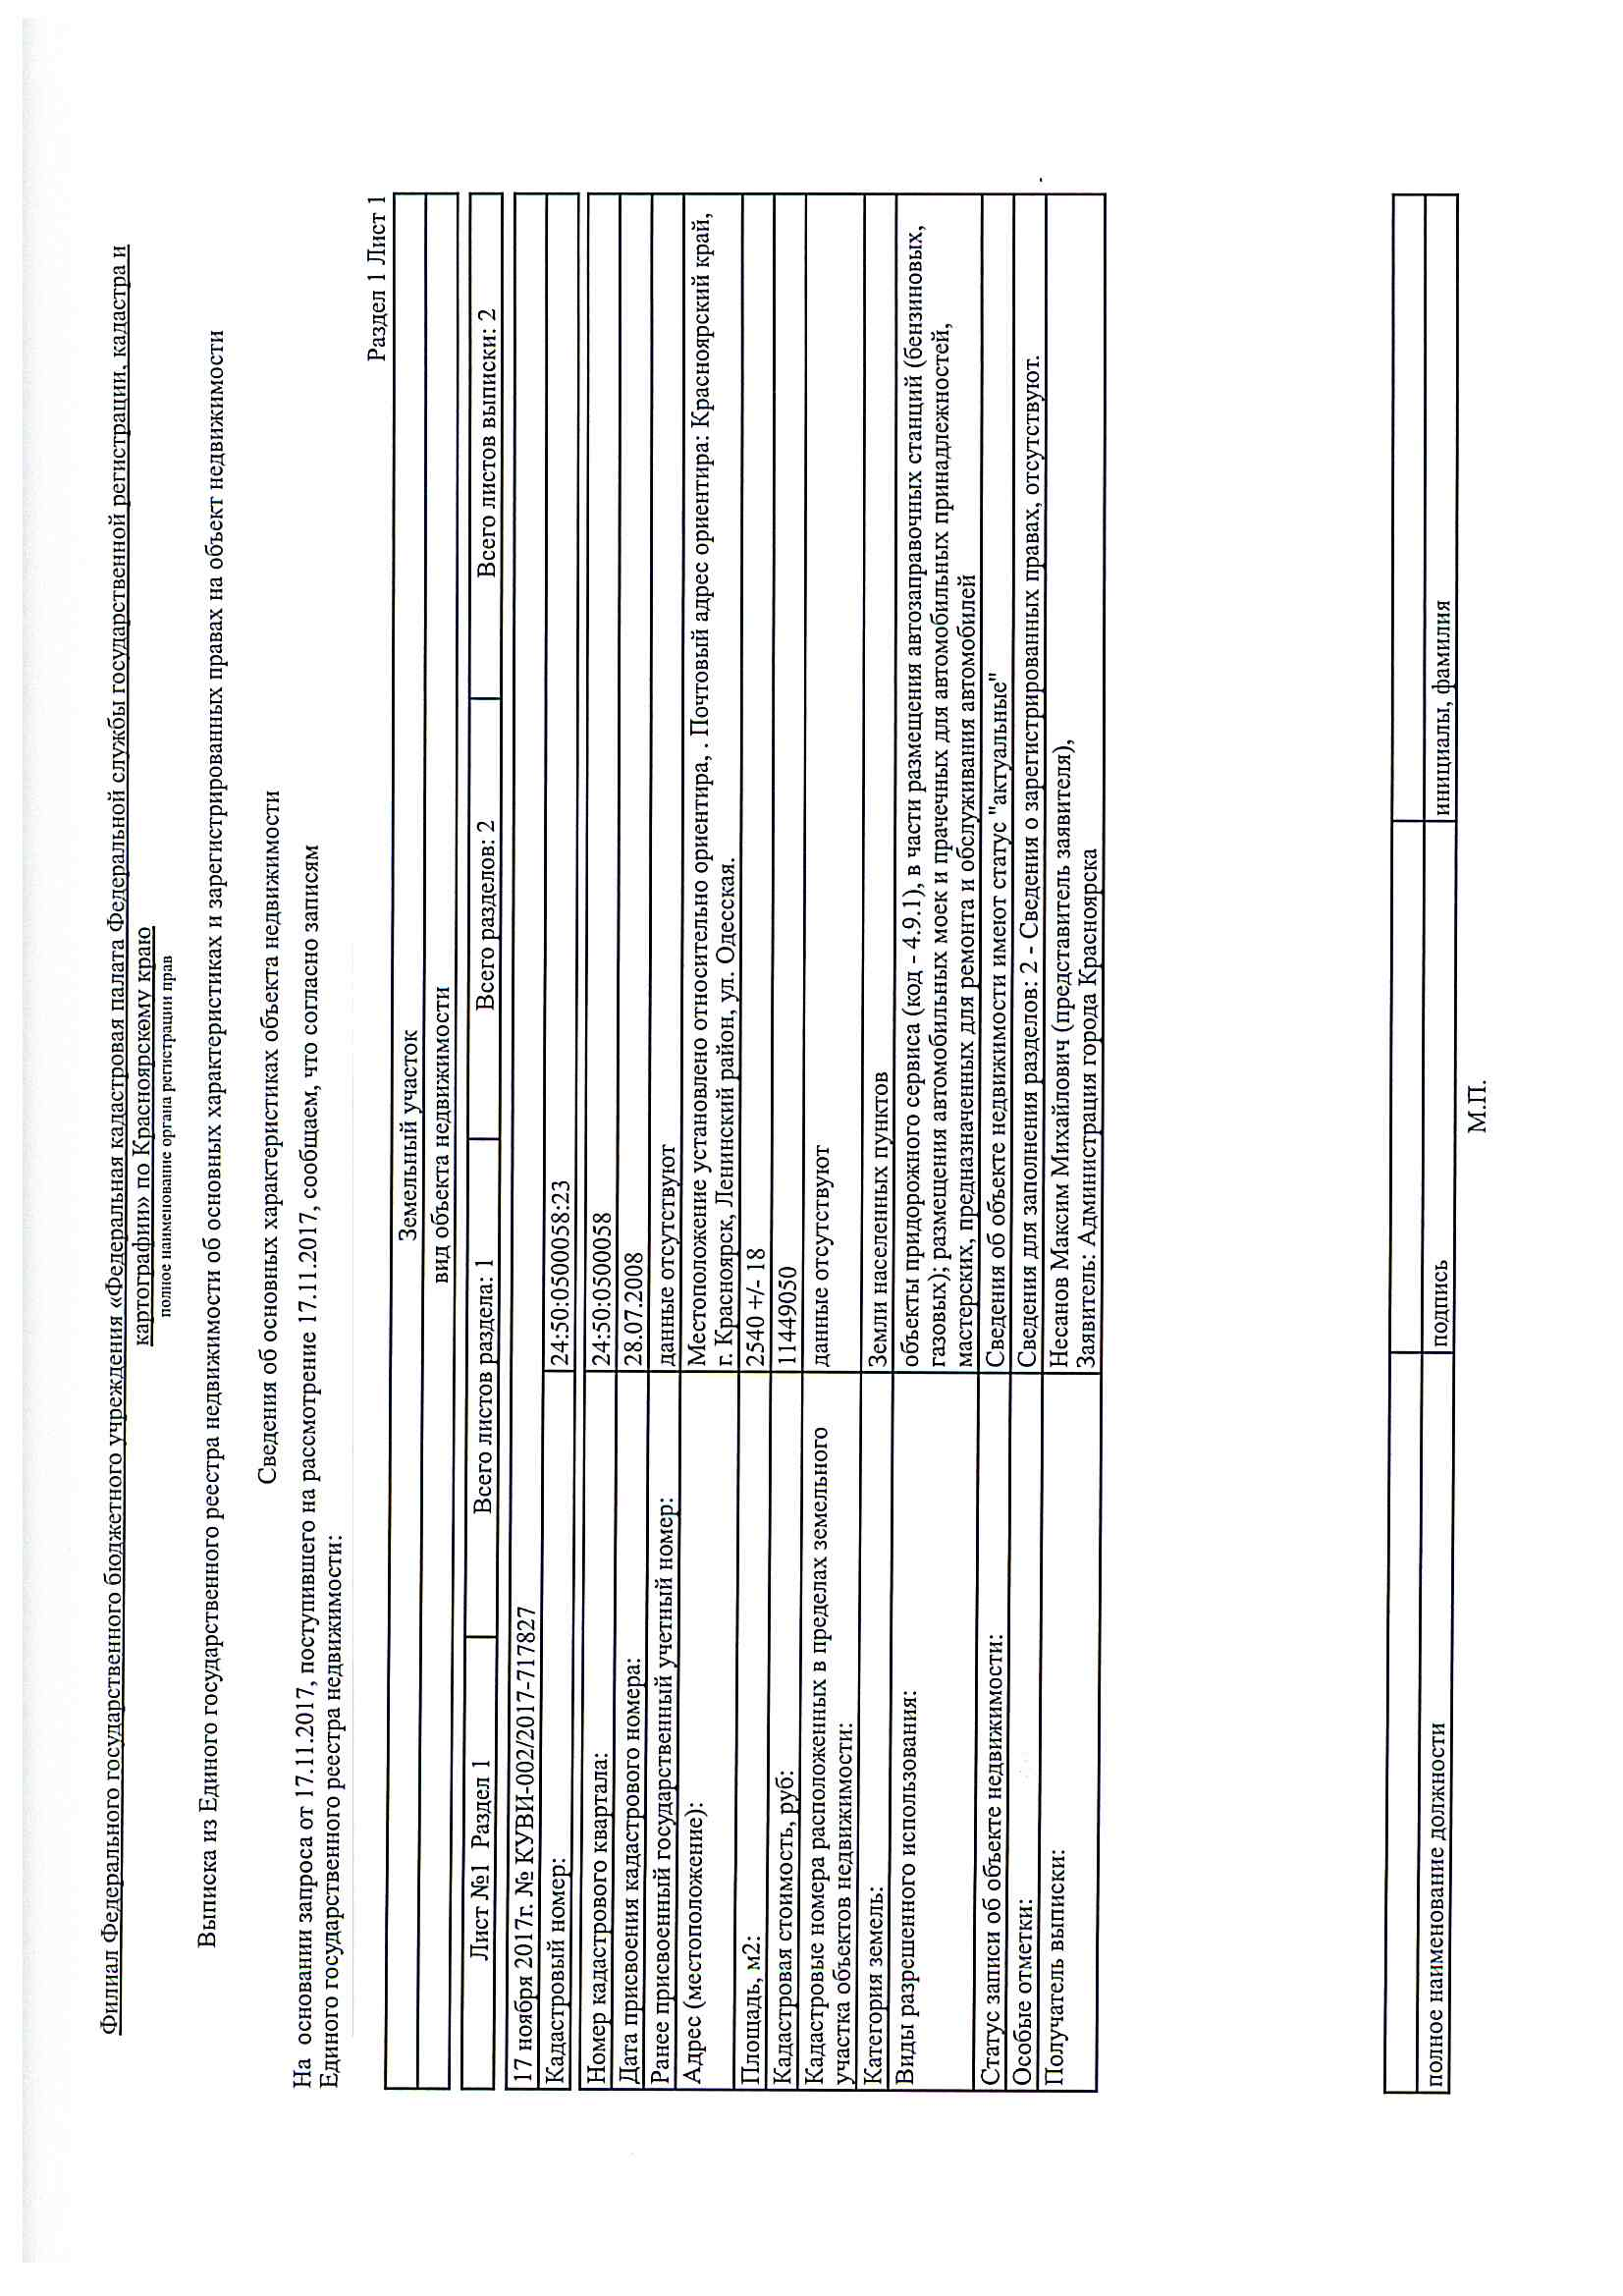 Филиал Федерального государственного бюджетного учреждения «Федеральная кадастровая палата Федеральной службы государственной регистрации, кадастра и
картографии» по Красноярскому краю
полное наименование органа регистрации прав
Выписка из Единого государственного реестра недвижимости об основных характеристиках и зарегистрированных правах на объект недвижимости
Сведения об основных характеристиках объекта недвижимости
На основании запроса от 17.11.2017, поступившего на рассмотрение 17.11.2017, сообщаем, что согласно записям
Единого государственного реестра недвижимости:
Раздел 1 Лист 1
Земельный участок
вид объекта недвижимости
Лист №1 Раздел 1 Всего листов раздела: 1 Всего разделов: 2 Всего листов выписки: 2
17 ноября 2017г. № КУВИ-002/2017-717827
Кадастровый номер: 24:50:0500058:23
Номер кадастрового квартала: 24:50:0500058
Дата присвоения кадастрового номера: 28.07.2008
Ранее присвоенный государственный учетный номер: данные отсутствуют
Адрес (местоположение): Местоположение установлено относительно ориентира, . Почтовый адрес ориентира: Красноярский край,
г. Красноярск, Ленинский район, ул. Одесская.
Площадь, м2: 2540 +/- 18
Кадастровая стоимость, руб: 11449050
Кадастровые номера расположенных в пределах земельного
участка объектов недвижимости: данные отсутствуют
Категория земель: Земли населенных пунктов
Виды разрешенного использования: объекты придорожного сервиса (код - 4.9.1), в части размещения автозаправочных станций (бензиновых,
газовых); размещения автомобильных моек и прачечных для автомобильных принадлежностей,
мастерских, предназначенных для ремонта и обслуживания автомобилей
Статус записи об объекте недвижимости: Сведения об объекте недвижимости имеют статус "актуальные"
Особые отметки: Сведения для заполнения разделов: 2 - Сведения о зарегистрированных правах, отсутствуют.
Получатель выписки: Несанов Максим Михайлович (представитель заявителя),
Заявитель: Администрация города Красноярска
полное наименование должности подпись инициалы, фамилия
М.П.